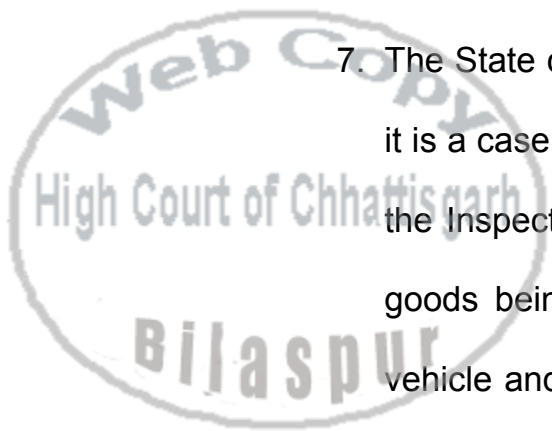 Web Copy
High Court of Chhattisgarh
Bilaspur
7. The State
it is a case
the Inspect
goods bein
vehicle and